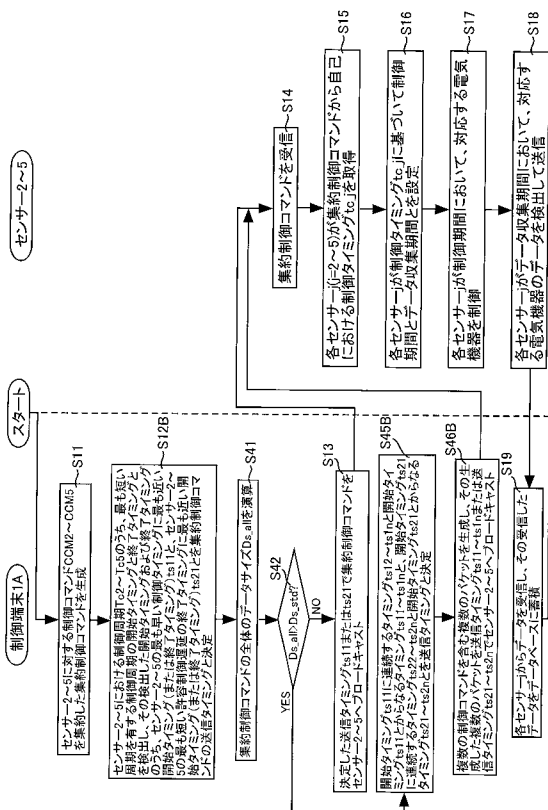 制御端末1A
スタート
センサー2~5
S11
センサー2~5に対する制御コマンドCCM2~CCM5
を集約した集約制御コマンドを生成
S12B
センサー2~5における制御周期Tc2~Tc5のうち、最も短い
周期を有する制御周期の開始タイミングと終了タイミングと
を検出し、その検出した開始タイミングおよび終了タイミング
のうち、センサー2~5の最も早い制御タイミングに最も近い
開始タイミング(または終了タイミング)ts11と、センサー2~
5の最も短い許容制御遅延の終了タイミングに最も近い開
始タイミング(または終了タイミング)ts21とを集約制御コマ
ンドの送信タイミングと決定
S41
集約制御コマンドの全体のデータサイズDs_allを演算
S42
Ds_all>Ds_std?
YES
NO
S13
決定した送信タイミングts11またはts21で集約制御コマンドを
センサー2~5へブロードキャスト
S45B
開始タイミングts11に連続するタイミングts12~ts1nと開始タイ
ミングts11とからなるタイミングts11~ts1nと、開始タイミングts21
に連続するタイミングts22~ts2nと開始タイミングts21とからなる
タイミングts21~ts2nとを送信タイミングと決定
S46B
複数の制御コマンドを含む複数のパケットを生成し、その生
成した複数のパケットを送信タイミングts11~ts1nまたは送
信タイミングts21~ts2nでセンサー2~5へブロードキャスト
S19
各センサーjからデータを受信し、その受信した
データをデータベースに蓄積
S14
集約制御コマンドを受信
S15
各センサーj(j=2~5)が集約制御コマンドから自己
における制御タイミングtc_jを取得
S16
各センサーjが制御タイミングtc_jに基づいて制御
期間とデータ収集期間とを設定
S17
各センサーjが制御期間において、対応する電気
機器を制御
S18
各センサーjがデータ収集期間において、対応す
る電気機器のデータを検出して送信